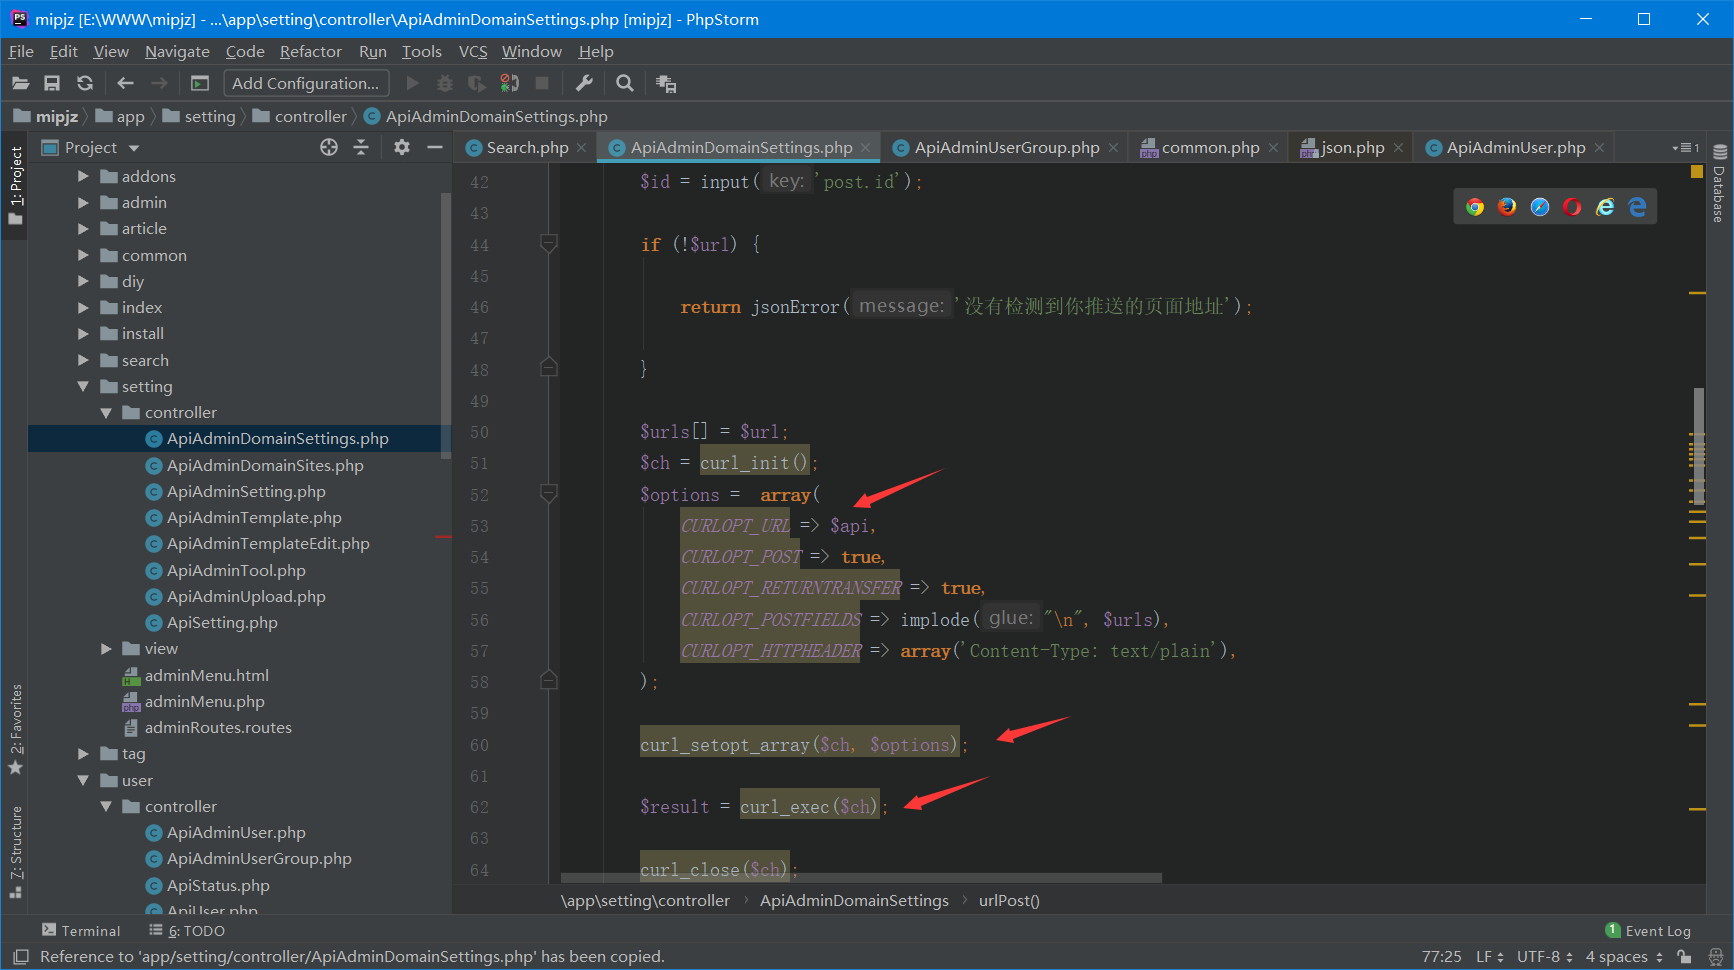 mipjz [E:\WWW\mipjz] - ...\app\setting\controller\ApiAdminDomainSettings.php [mipjz] - PhpStorm
File Edit View Navigate Code Refactor Run Tools VCS Window Help
Add Configuration...
mipjz app setting controller ApiAdminDomainSettings.php
Project
Search.php ApiAdminDomainSettings.php ApiAdminUserGroup.php common.php json.php ApiAdminUser.php
1
1: Project
2: Favorites
7: Structure
Database
addons
admin
article
common
diy
index
install
search
setting
controller
ApiAdminDomainSettings.php
ApiAdminDomainSites.php
ApiAdminSetting.php
ApiAdminTemplate.php
ApiAdminTemplateEdit.php
ApiAdminTool.php
ApiAdminUpload.php
ApiSetting.php
view
adminMenu.html
adminMenu.php
adminRoutes.routes
tag
user
controller
ApiAdminUser.php
ApiAdminUserGroup.php
ApiStatus.php
ApiUser.php
42 $id = input( key: 'post.id');
43
44 if (!$url) {
45
46 return jsonError( message: '没有检测到你推送的页面地址');
47
48 }
49
50 $urls[] = $url;
51 $ch = curl_init();
52 $options = array(
53 CURLOPT_URL => $api,
54 CURLOPT_POST => true,
55 CURLOPT_RETURNTRANSFER => true,
56 CURLOPT_POSTFIELDS => implode( glue: "\n", $urls),
57 CURLOPT_HTTPHEADER => array('Content-Type: text/plain'),
58 );
59
60 curl_setopt_array($ch, $options);
61
62 $result = curl_exec($ch);
63
64 curl_close($ch);
\app\setting\controller ApiAdminDomainSettings urlPost()
Terminal 6: TODO 1 Event Log
Reference to 'app/setting/controller/ApiAdminDomainSettings.php' has been copied. 77:25 LF UTF-8 4 spaces